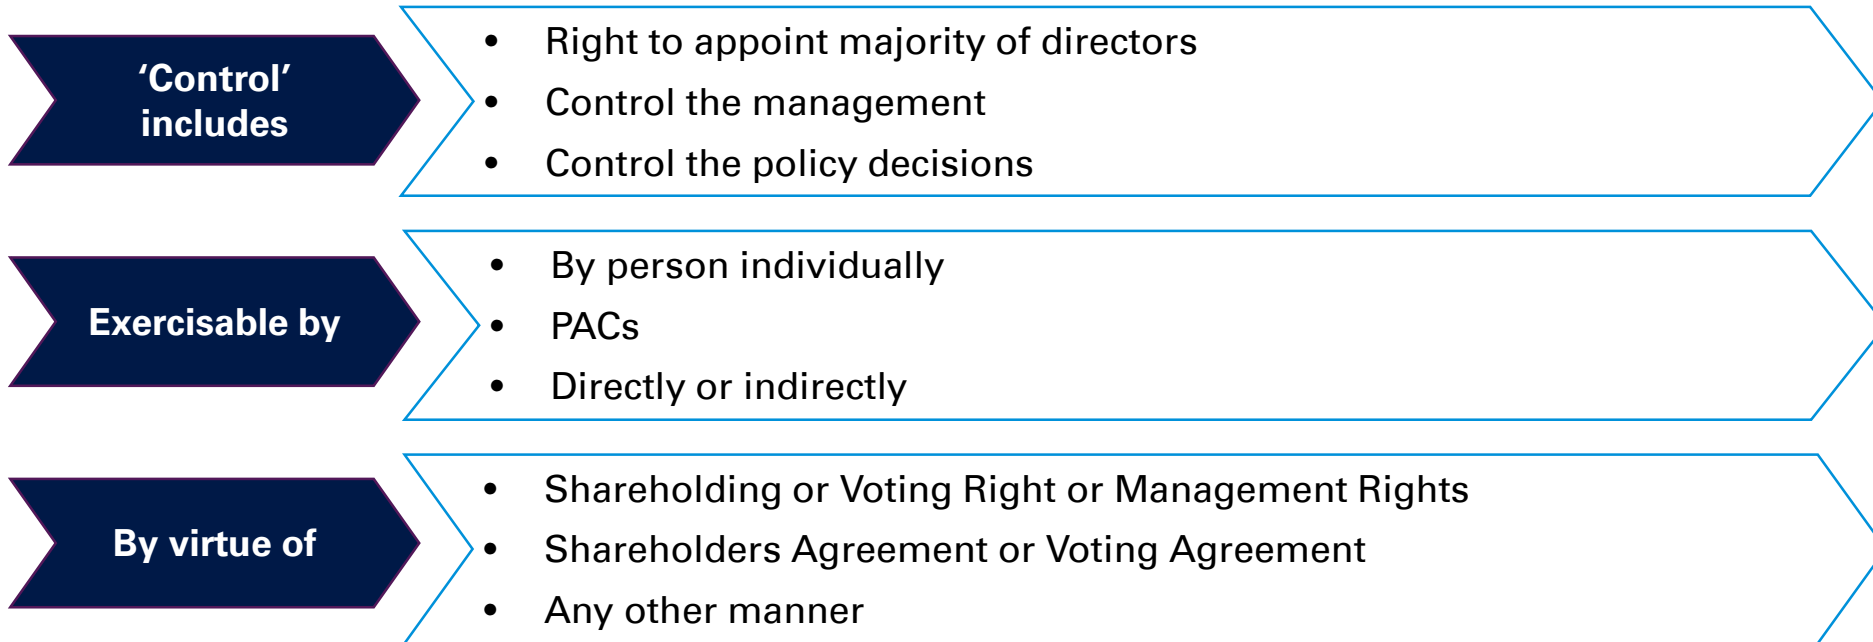 ‘Control’
includes
• Right to appoint majority of directors
• Control the management
• Control the policy decisions
Exercisable by
• By person individually
• PACs
• Directly or indirectly
By virtue of
• Shareholding or Voting Right or Management Rights
• Shareholders Agreement or Voting Agreement
• Any other manner